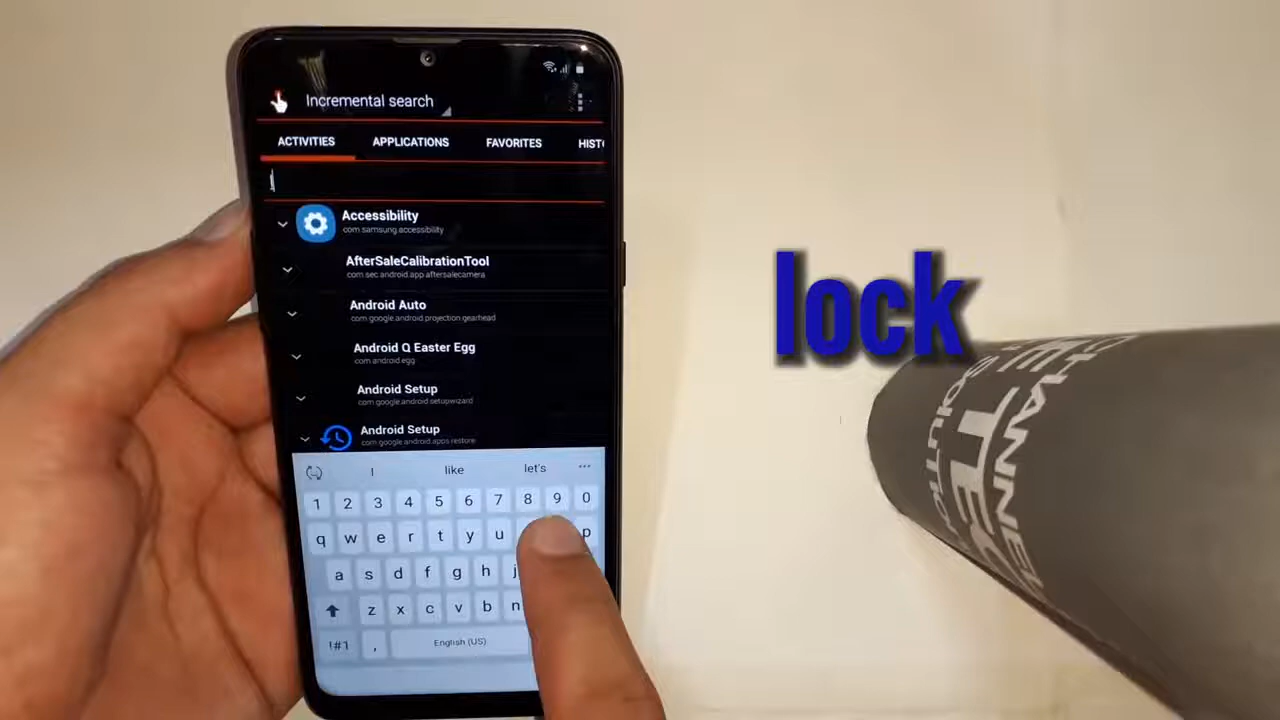 Incremental search
ACTIVITIES APPLICATIONS FAVORITES HIST
l
Accessibility
com.samsung.accessibility
AfterSaleCalibrationTool
com.sec.android.app.aftersalecamera
Android Auto
com.google.android.projection.gearhead
Android Q Easter Egg
com.android.egg
Android Setup
com.google.android.setupwizard
Android Setup
com.google.android.apps.restore
l like let's ...
1 2 3 4 5 6 7 8 9 0
q w e r t y u p
a s d f g h j
z x c v b n
!#1 , English (US)
lock
CHANNEL
TEC
SOLUTION